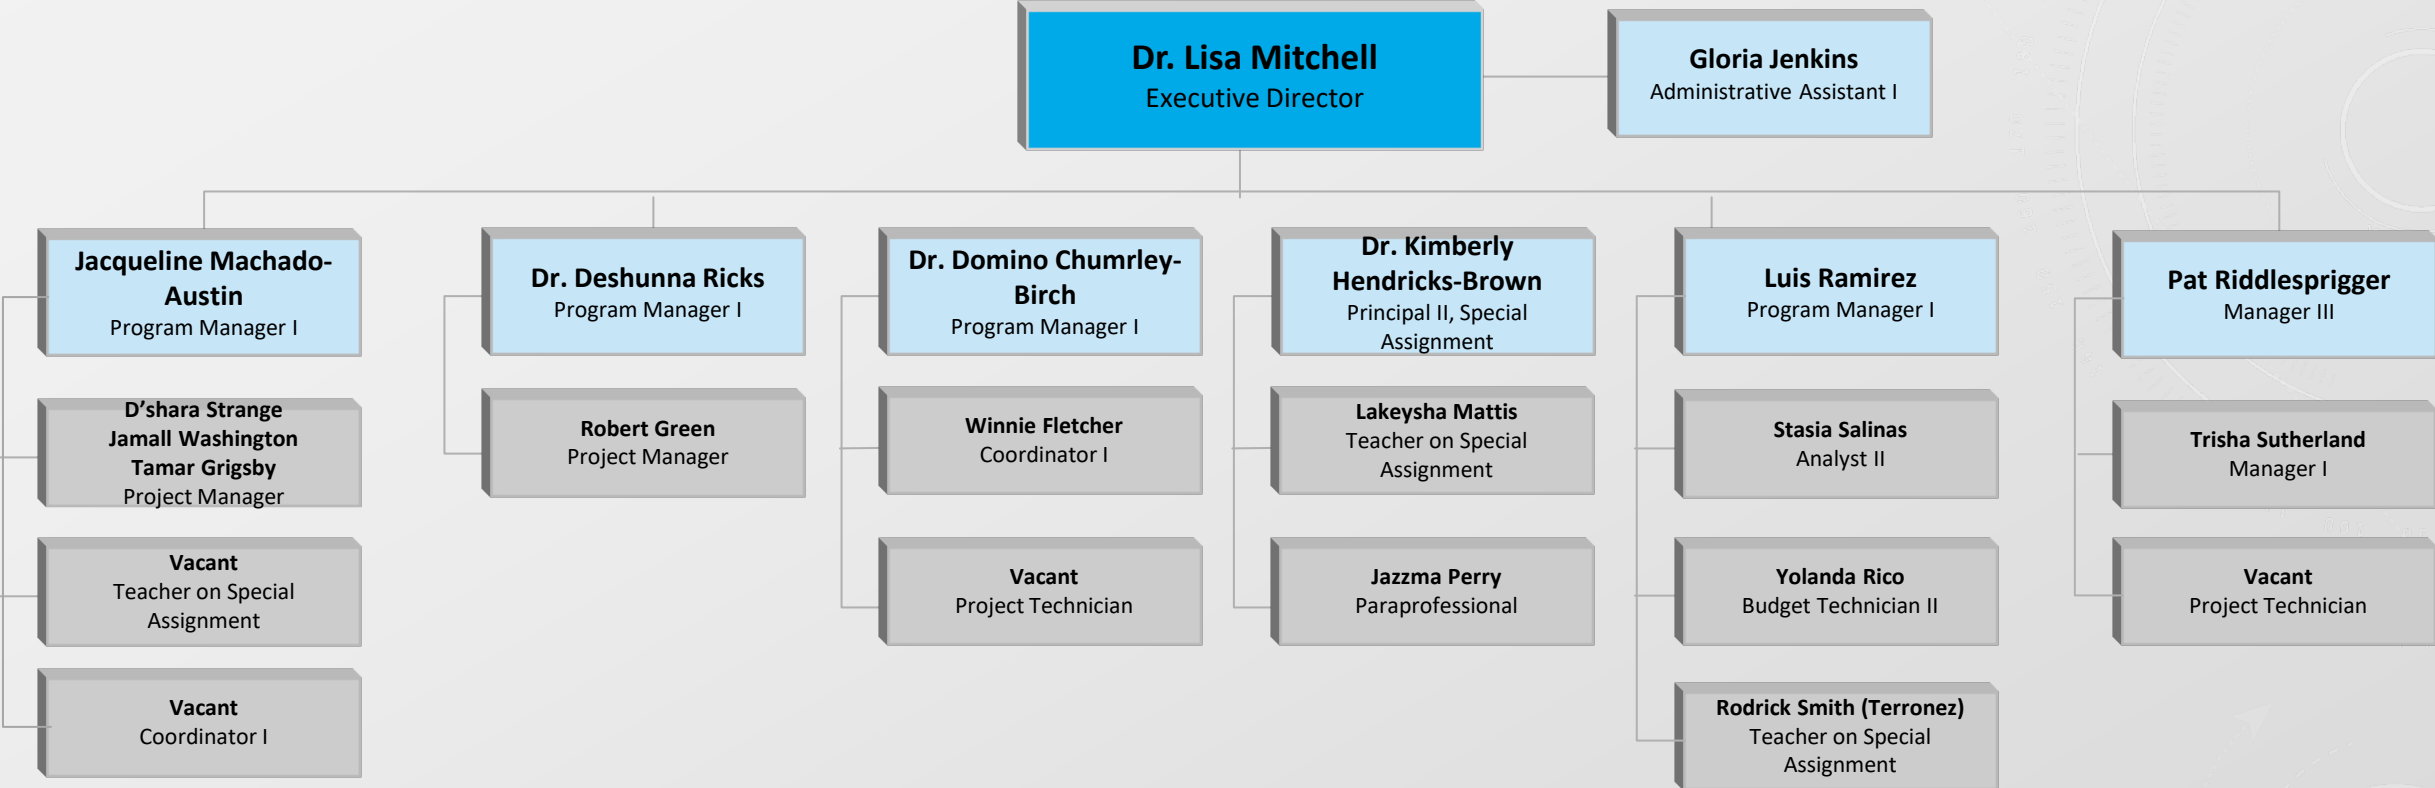 Dr. Lisa Mitchell
Executive Director
Gloria Jenkins
Administrative Assistant I
Jacqueline Machado-
Austin
Program Manager I
D’shara Strange
Jamall Washington
Tamar Grigsby
Project Manager
Vacant
Teacher on Special
Assignment
Vacant
Coordinator I
Dr. Deshunna Ricks
Program Manager I
Robert Green
Project Manager
Dr. Domino Chumrley-
Birch
Program Manager I
Winnie Fletcher
Coordinator I
Vacant
Project Technician
Dr. Kimberly
Hendricks-Brown
Principal II, Special
Assignment
Lakeysha Mattis
Teacher on Special
Assignment
Jazzma Perry
Paraprofessional
Luis Ramirez
Program Manager I
Stasia Salinas
Analyst II
Yolanda Rico
Budget Technician II
Rodrick Smith (Terronez)
Teacher on Special
Assignment
Pat Riddlesprigger
Manager III
Trisha Sutherland
Manager I
Vacant
Project Technician